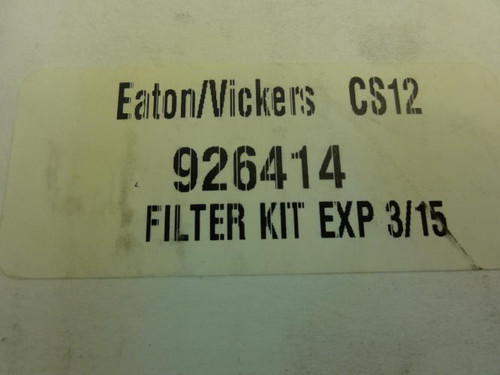 Eaton/Vickers CS12
926414
FILTER KIT EXP 3/15